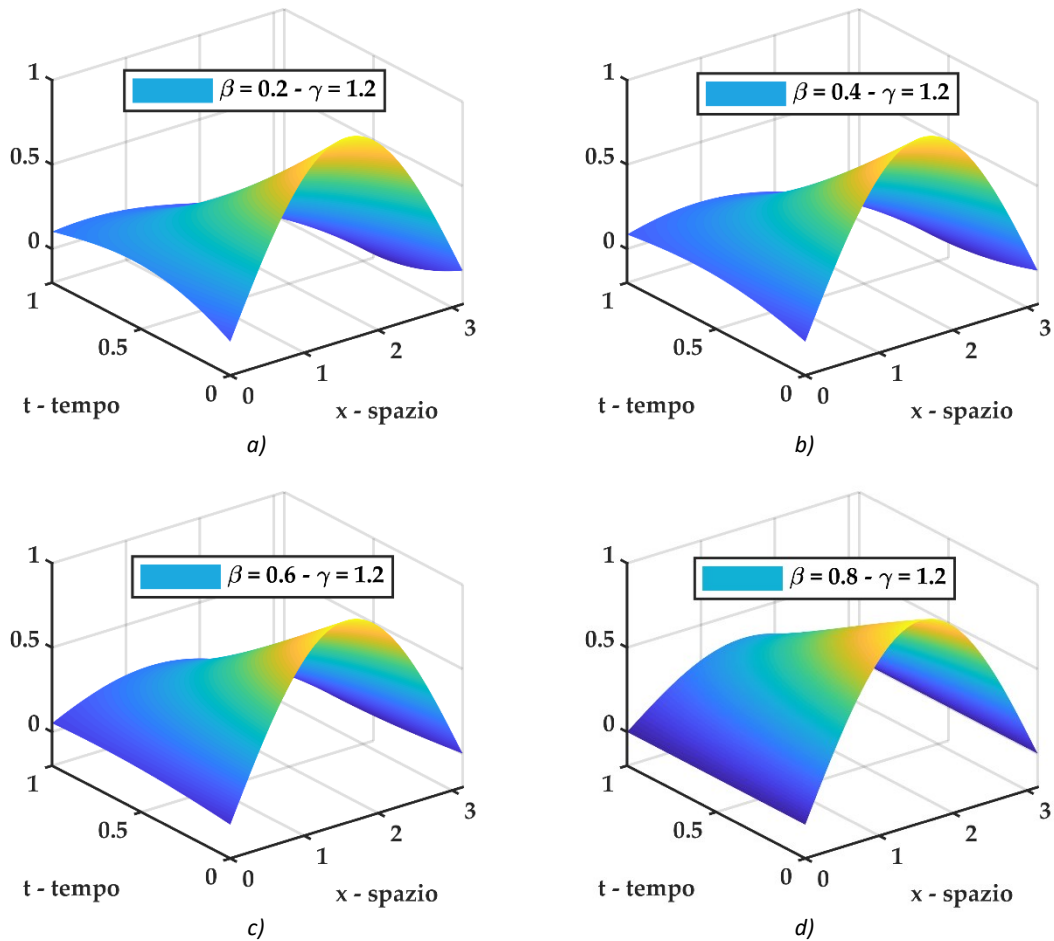 1
β = 0.2 - γ = 1.2
0.5
0
1
0.5
0
0
1
2
3
t - tempo
x - spazio
a)
1
β = 0.4 - γ = 1.2
0.5
0
1
0.5
0
0
1
2
3
t - tempo
x - spazio
b)
1
β = 0.6 - γ = 1.2
0.5
0
1
0.5
0
0
1
2
3
t - tempo
x - spazio
c)
1
β = 0.8 - γ = 1.2
0.5
0
1
0.5
0
0
1
2
3
t - tempo
x - spazio
d)